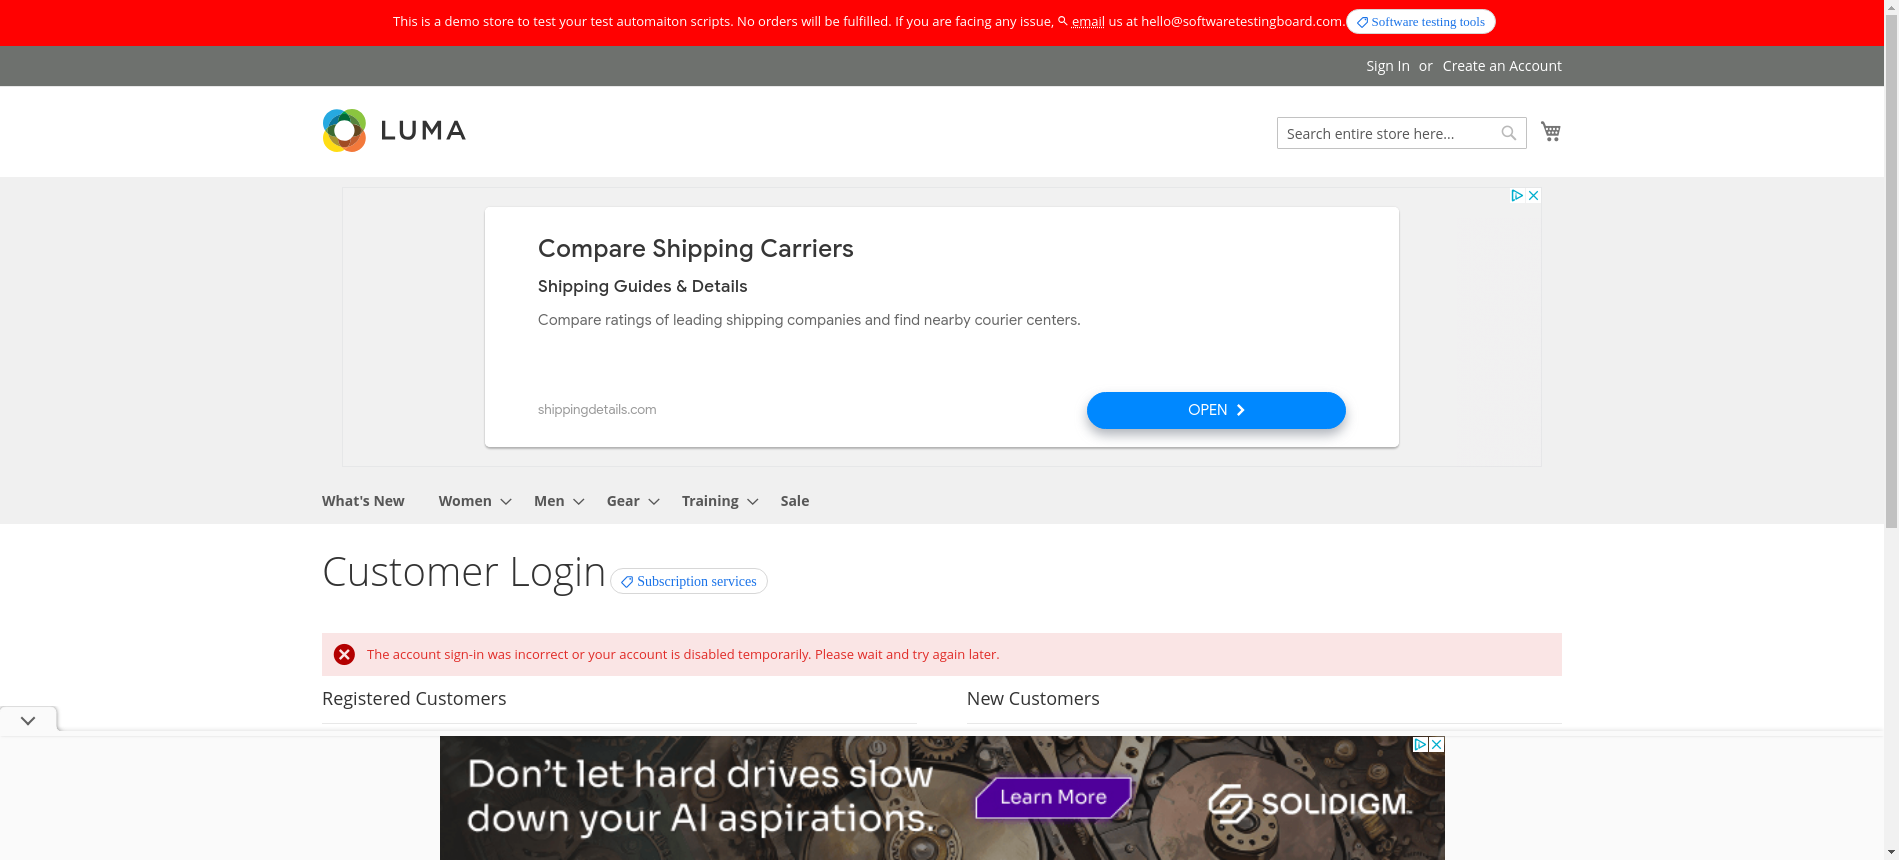 This is a demo store to test your test automaiton scripts. No orders will be fulfilled. If you are facing any issue, email us at hello@softwaretestingboard.com. Software testing tools
Sign In or Create an Account
LUMA
Search entire store here...
Compare Shipping Carriers
Shipping Guides & Details
Compare ratings of leading shipping companies and find nearby courier centers.
shippingdetails.com
OPEN
What's New Women Men Gear Training Sale
Customer Login Subscription services
The account sign-in was incorrect or your account is disabled temporarily. Please wait and try again later.
Registered Customers
New Customers
Don't let hard drives slow
down your AI aspirations.
Learn More
SOLIDIGM